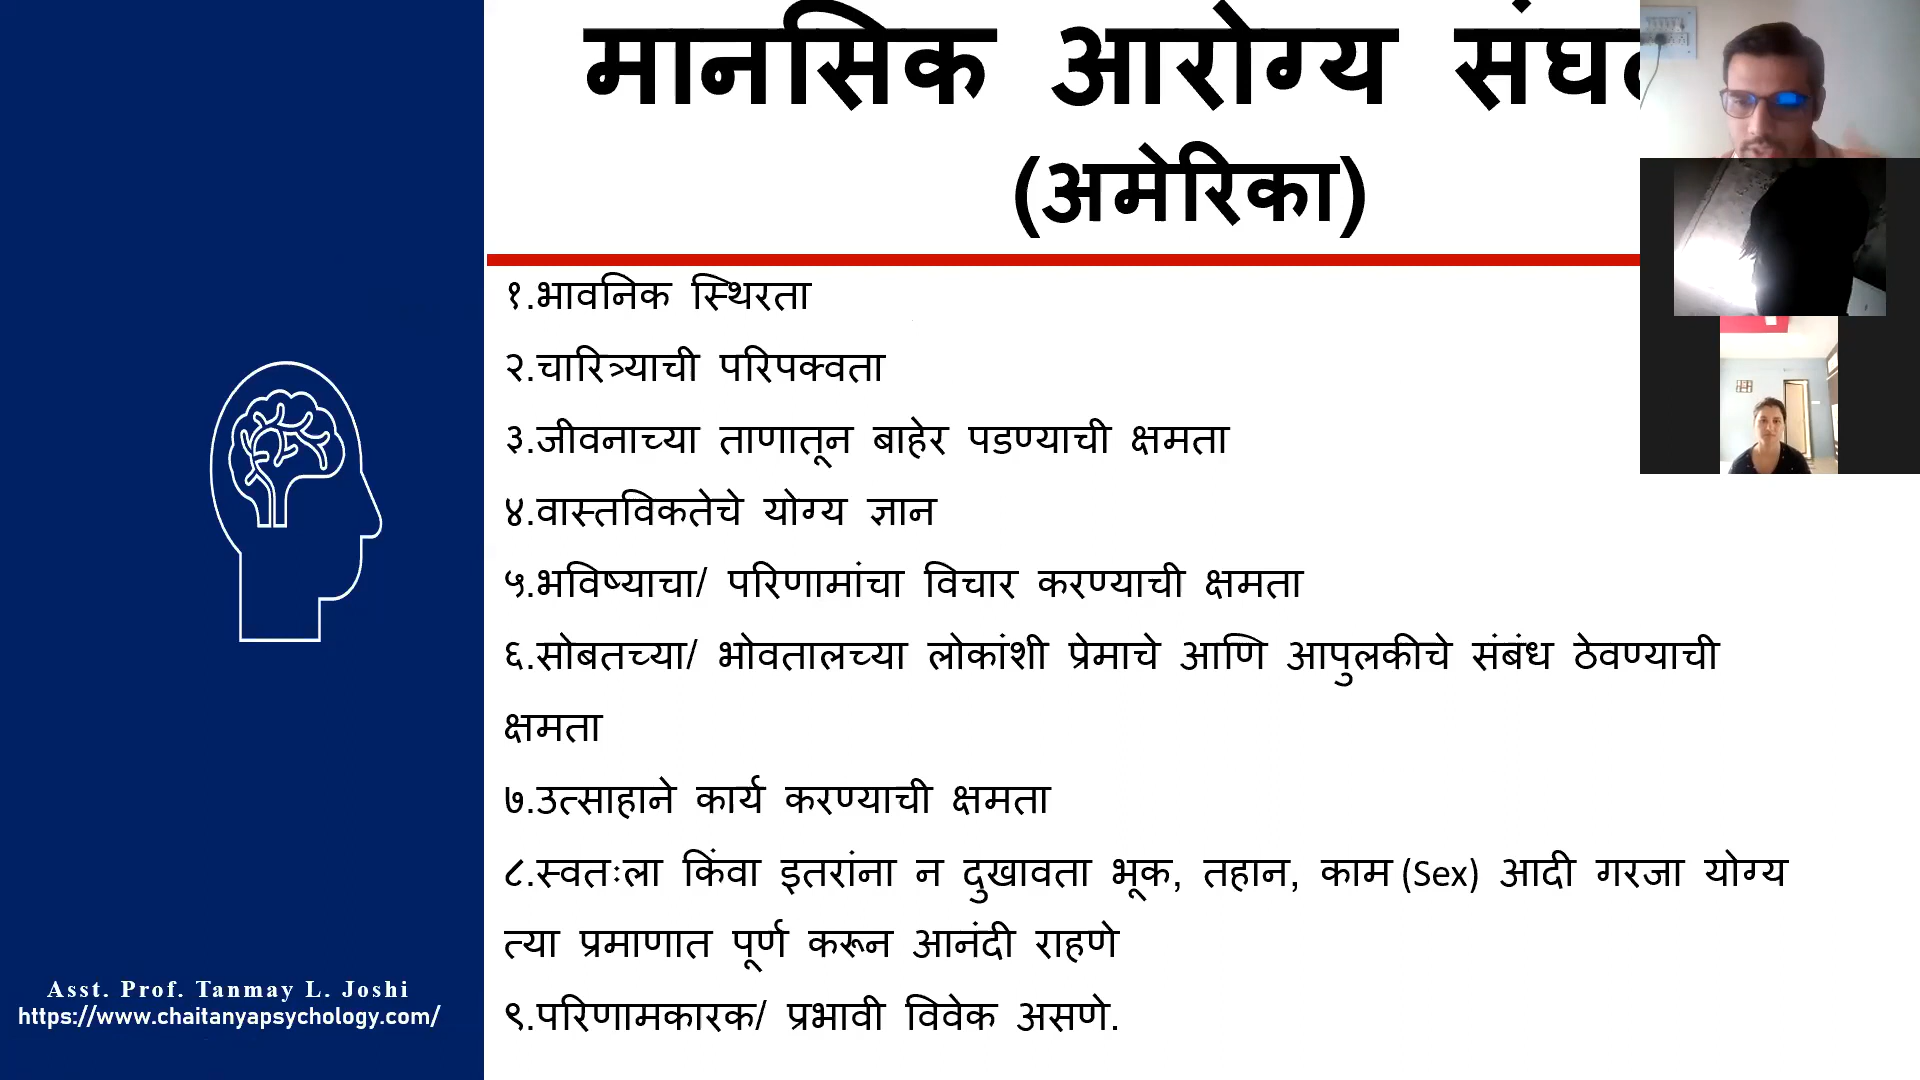 मानसिक आरोग्य
(अमेरिका)
१.भावनिक स्थिरता
२.चारित्र्याची परिपक्वता
३.जीवनाच्या ताणातून बाहेर पडण्याची क्षमता
४.वास्तविकतेचे योग्य ज्ञान
५.भविष्याचा/ परिणामांचा विचार करण्याची क्षमता
६.सोबतच्या/ भोवतालच्या लोकांशी प्रेमाचे आणि आपुलकीचे संबंध ठेवण्याची
क्षमता
७.उत्साहाने कार्य करण्याची क्षमता
८.स्वतःला किंवा इतरांना न दुखावता भूक, तहान, काम (Sex) आदी गरजा योग्य
त्या प्रमाणात पूर्ण करून आनंदी राहणे
९.परिणामकारक/ प्रभावी विवेक असणे.
Asst. Prof. Tanmay L. Joshi
https://www.chaitanyapsychology.com/